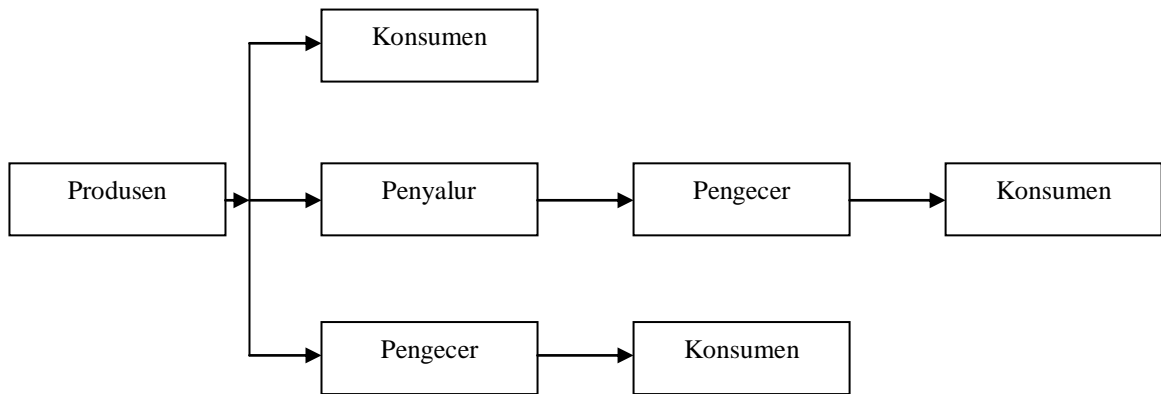 Konsumen
Produsen
Penyalur
Pengecer
Konsumen
Pengecer
Konsumen